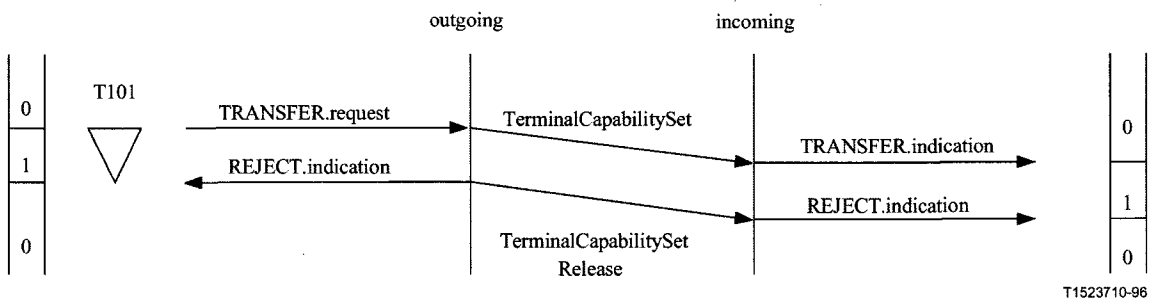 outgoing
incoming
T101
0
TRANSFER.request
TerminalCapabilitySet
0
TRANSFER.indication
1
REJECT.indication
REJECT.indication
1
0
TerminalCapabilitySet
Release
0
T1523710-96